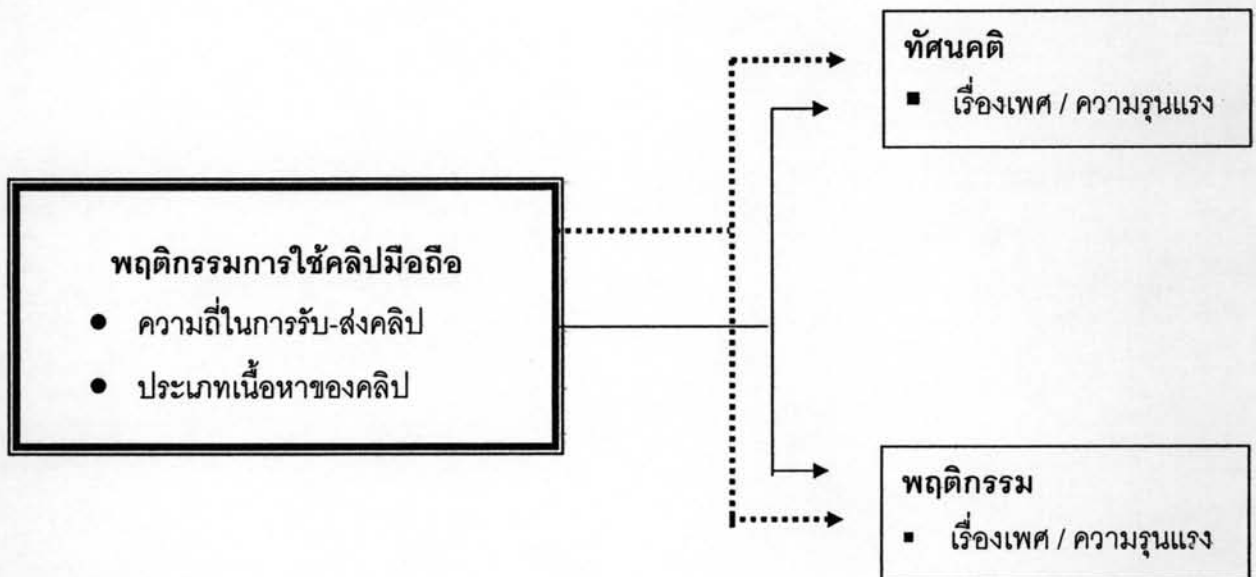 ทัศนคติ
▪ เรื่องเพศ / ความรุนแรง
พฤติกรรมการใช้คลิปมือถือ
● ความถี่ในการรับ-ส่งคลิป
● ประเภทเนื้อหาของคลิป
พฤติกรรม
▪ เรื่องเพศ / ความรุนแรง